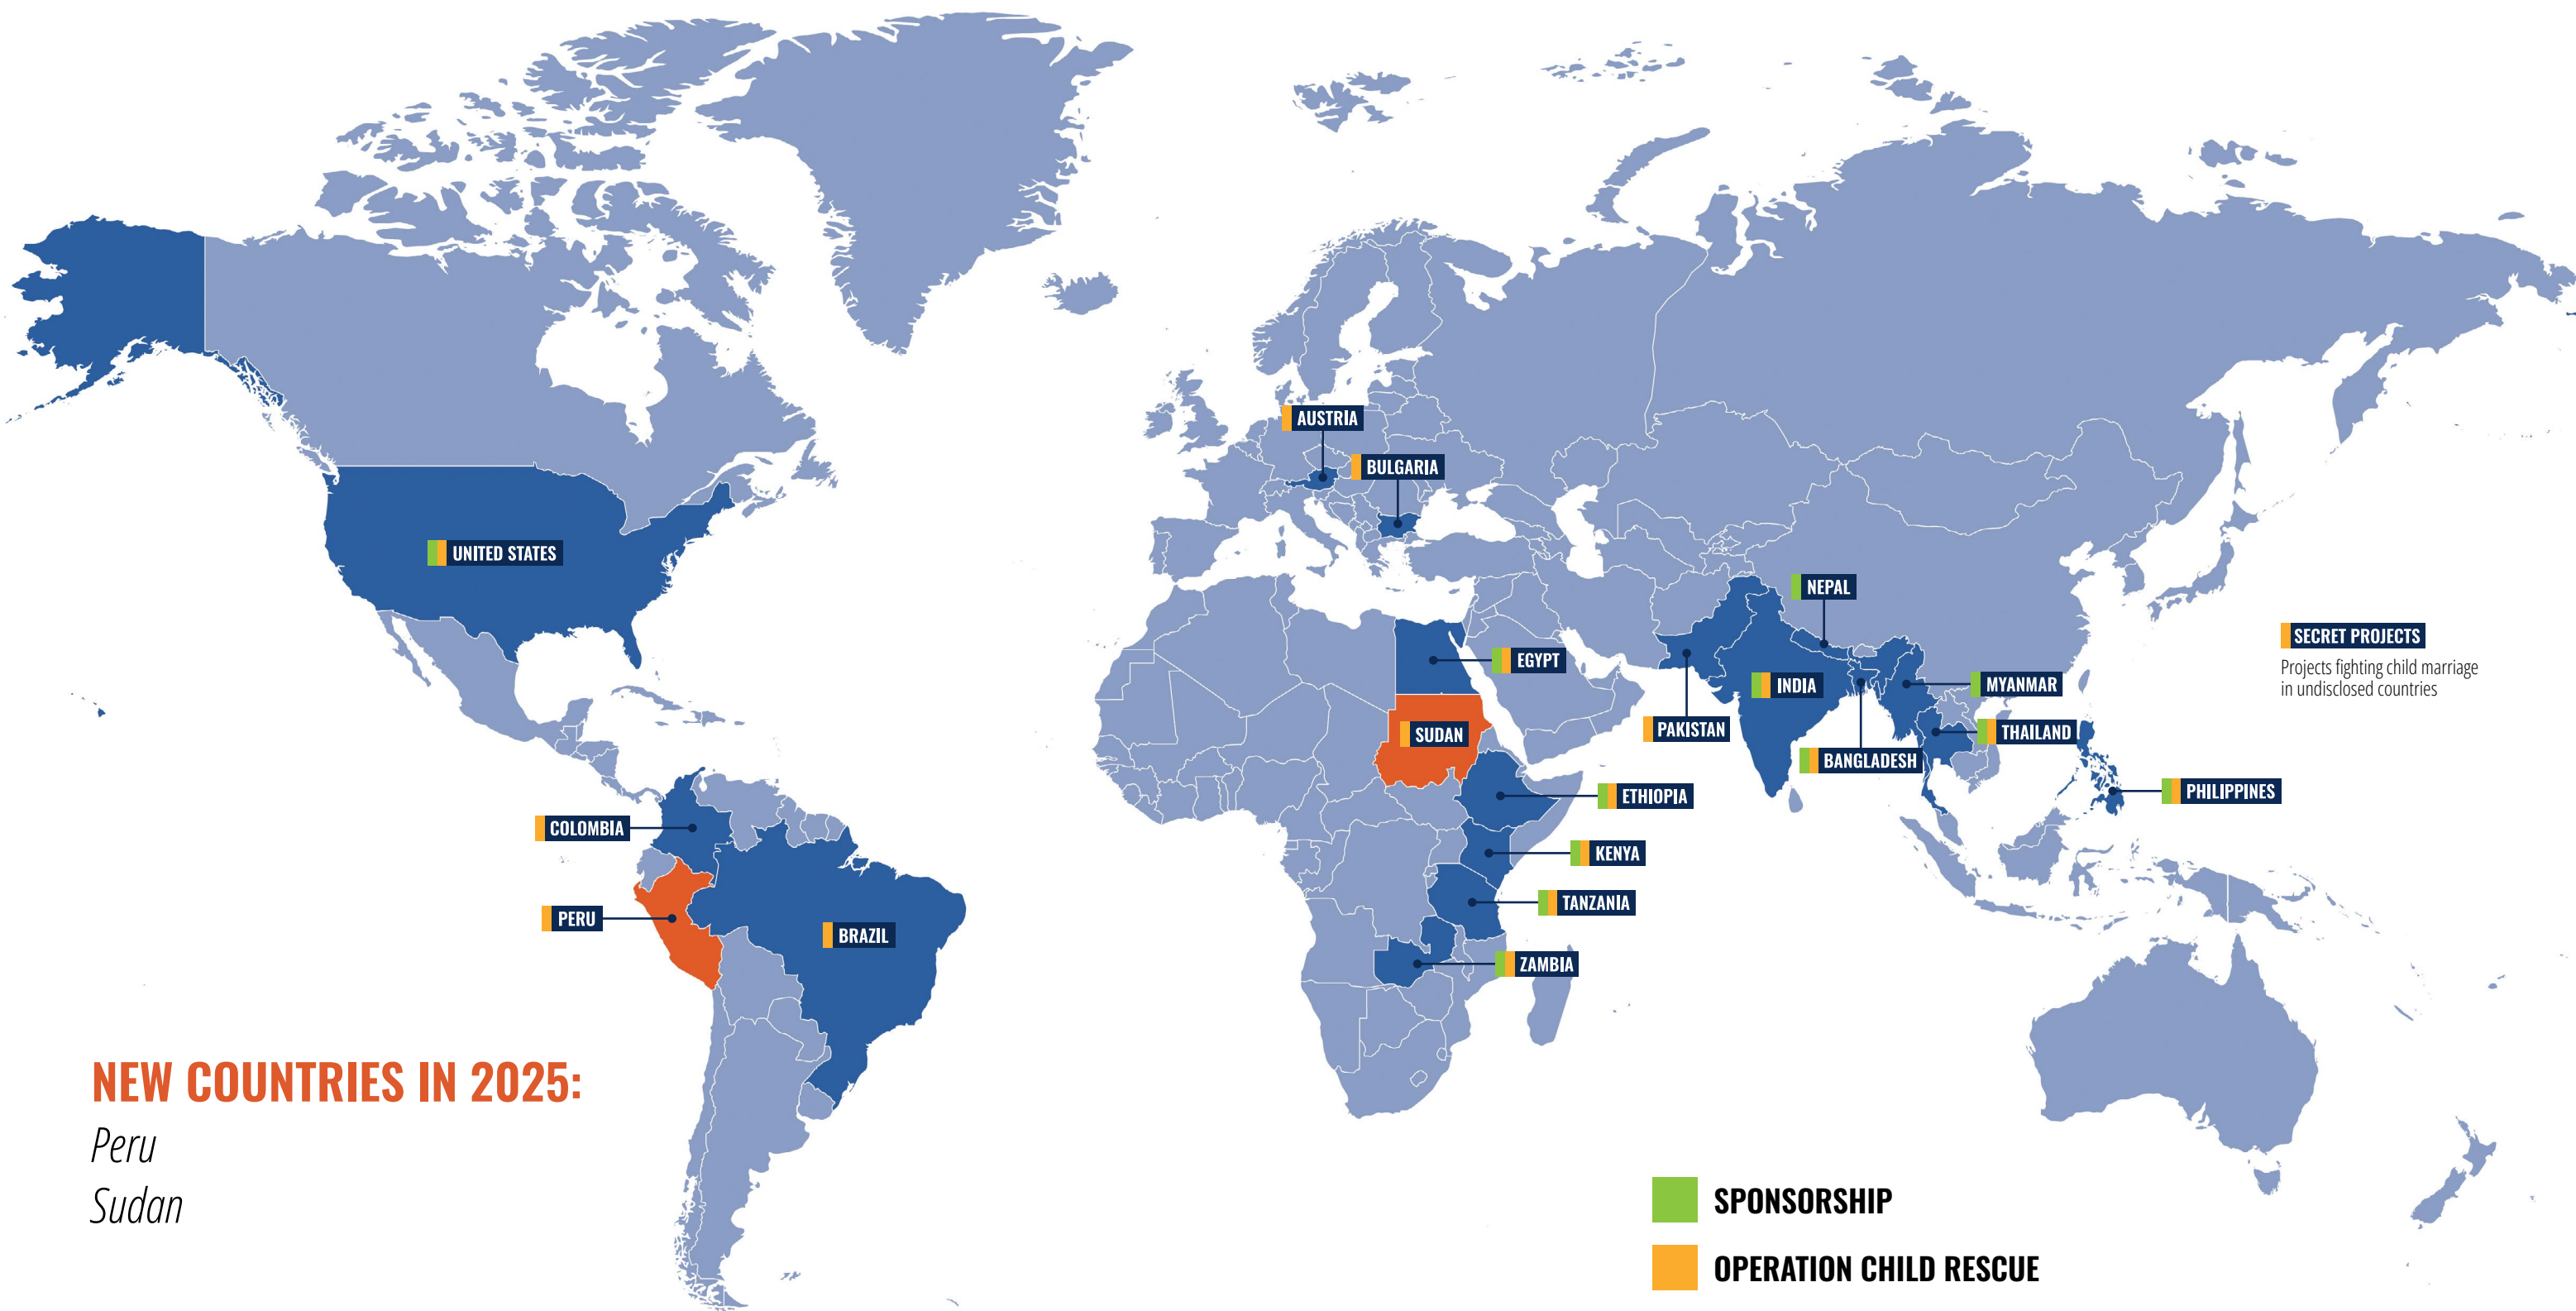 AUSTRIA
BULGARIA
UNITED STATES
NEPAL
SECRET PROJECTS
Projects fighting child marriage
in undisclosed countries
EGYPT
INDIA
MYANMAR
SUDAN
PAKISTAN
THAILAND
BANGLADESH
PHILIPPINES
ETHIOPIA
COLOMBIA
KENYA
TANZANIA
PERU
BRAZIL
ZAMBIA
NEW COUNTRIES IN 2025:
Peru
Sudan
SPONSORSHIP
OPERATION CHILD RESCUE